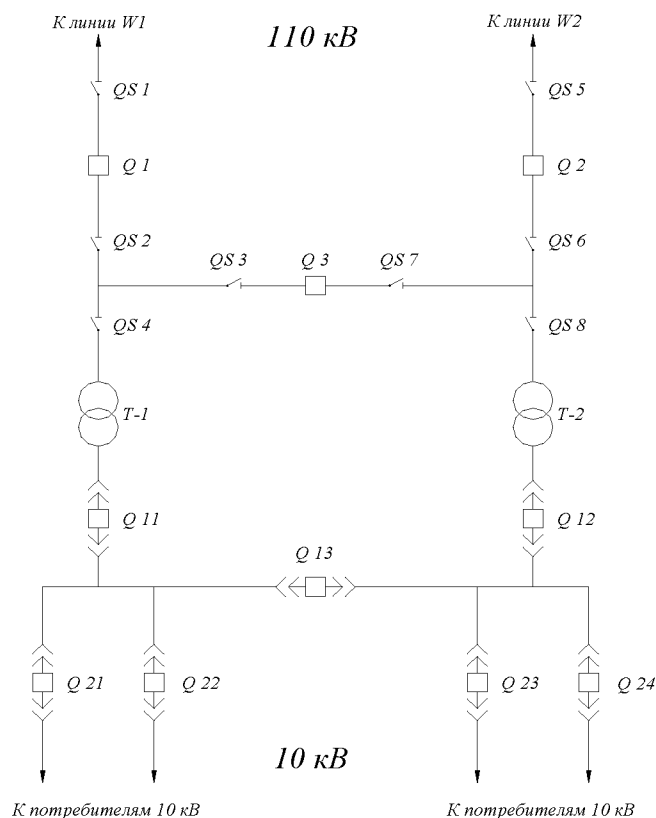 К линии W1
110 кВ
К линии W2
QS 1
QS 5
Q 1
Q 2
QS 2
QS 6
QS 3
Q 3
QS 7
QS 4
QS 8
Т-1
Т-2
Q 11
Q 12
Q 13
Q 21
Q 22
Q 23
Q 24
10 кВ
К потребителям 10 кВ
К потребителям 10 кВ